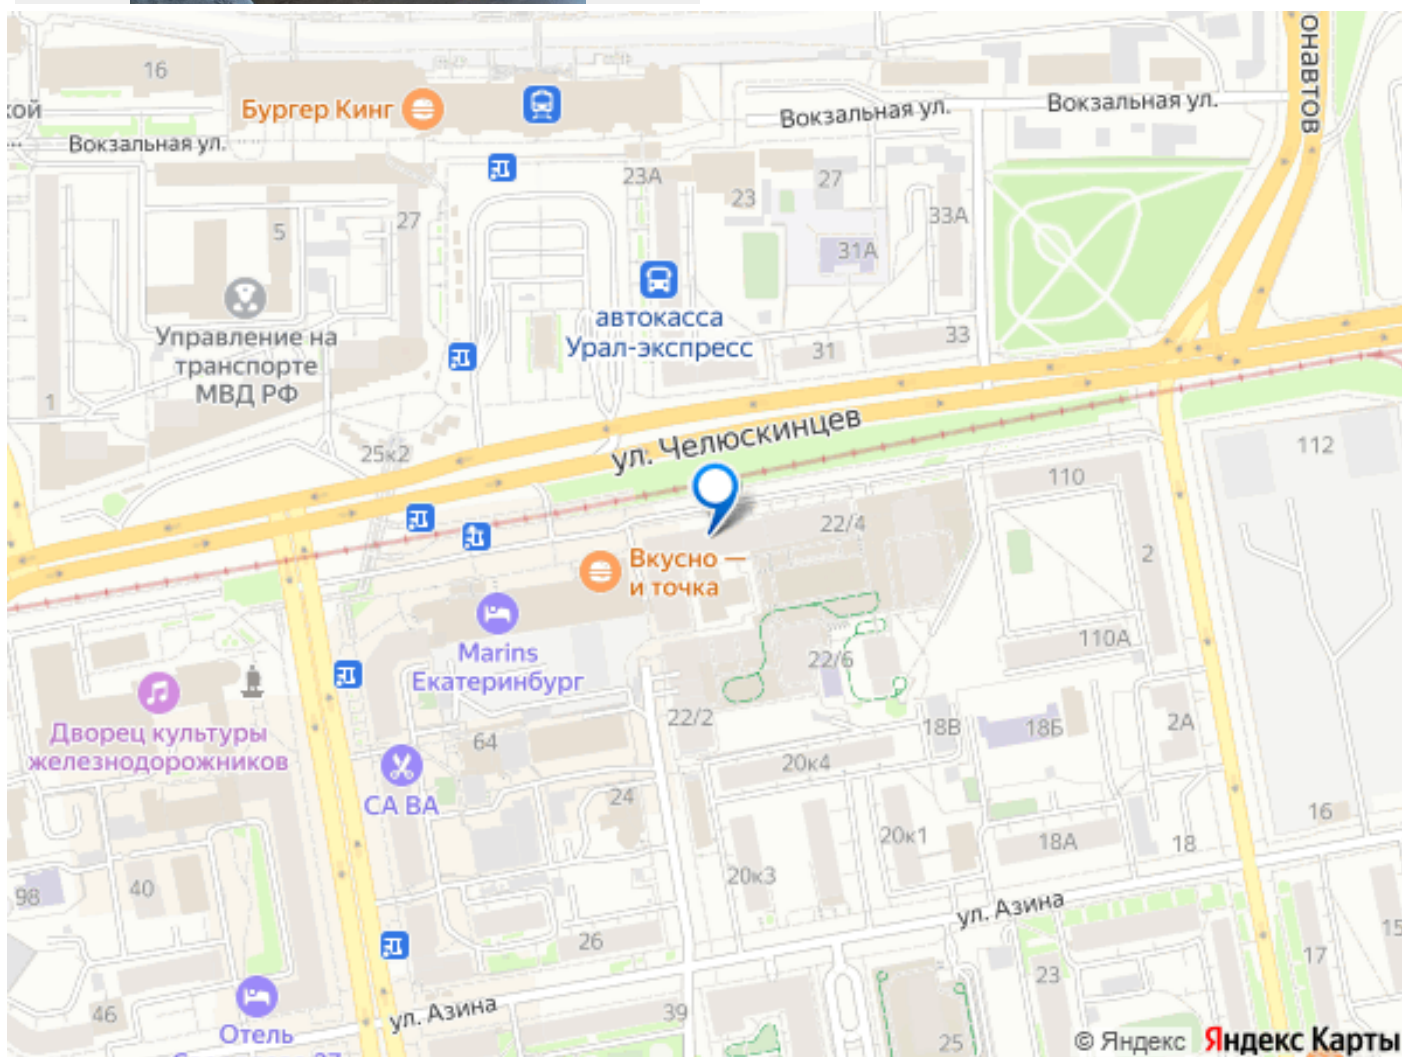 16
Бургер Кинг
кой
...
Вокзальная ул.
Вокзальная ул.
Вокзальная ул.
онавтов
23А
23
27
33А
31А
5
27
Управление на
транспорте
МВД РФ
автокасса
Урал-экспресс
31
33
1
25к2
ул. Челюскинцев
110
112
22/4
2
Вкусно —
и точка
Marins
Екатеринбург
22/6
110А
Дворец культуры
железнодорожников
22/2
18В
18Б
2А
64
20к4
СА ВА
24
20к1
18А
18
16
98
40
20к3
ул. Азина
26
15
17
23
46
Отель
ул. Азина
39
25
© Яндекс
Яндекс Карты